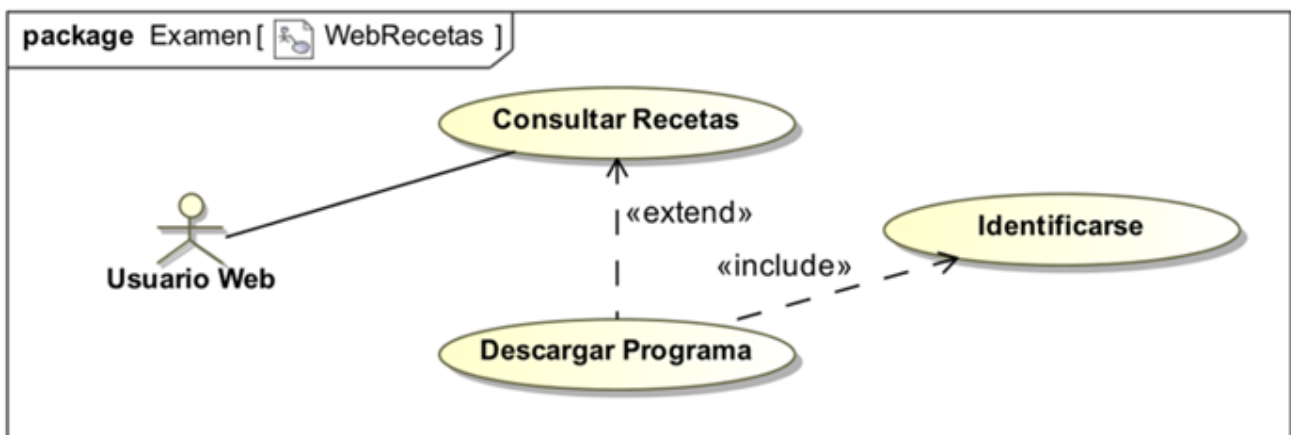 package Examen [ WebRecetas ]
Consultar Recetas
«extend»
Identificarse
«include»
Usuario Web
Descargar Programa